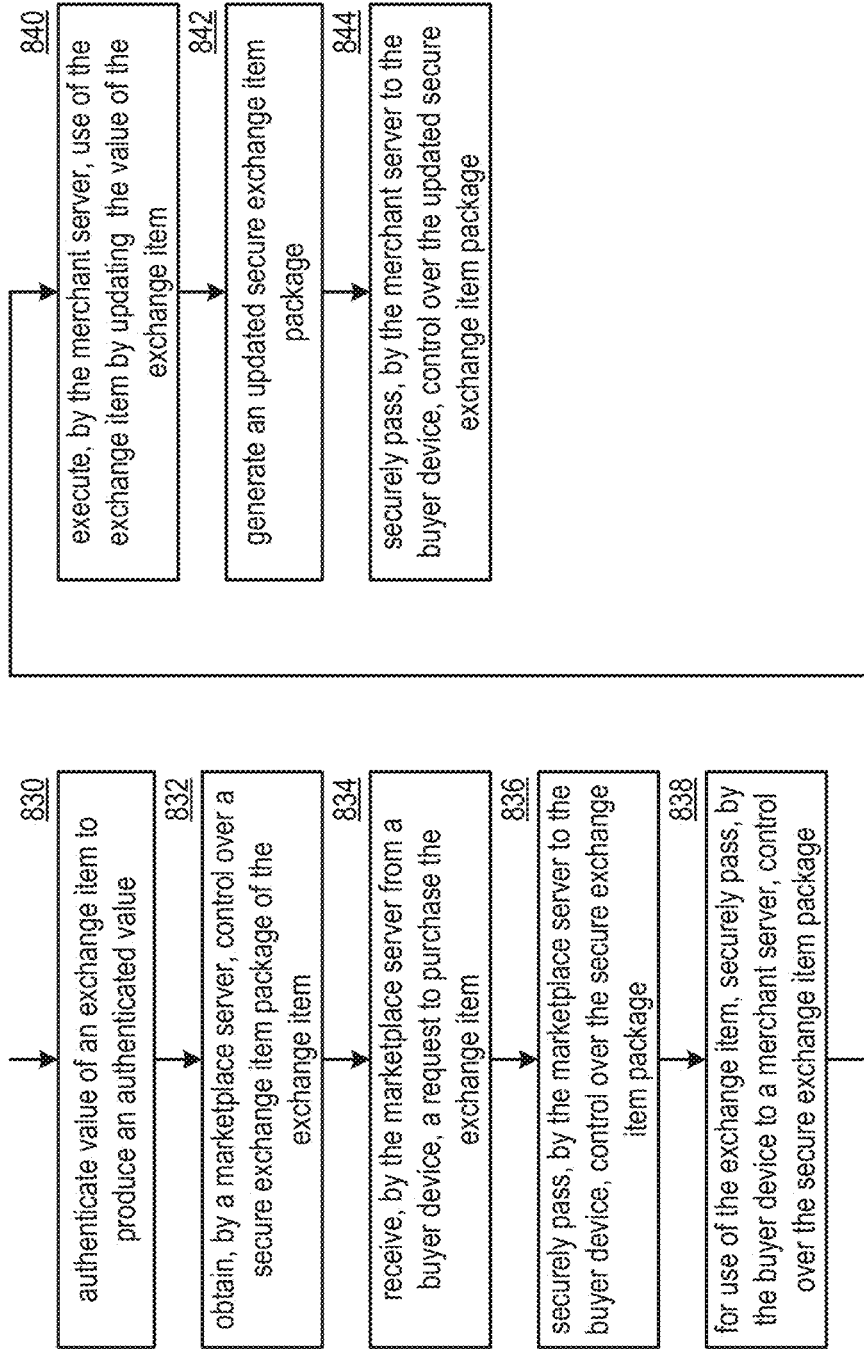 830
authenticate value of an exchange item to
produce an authenticated value
832
obtain, by a marketplace server, control over a
secure exchange item package of the
exchange item
834
receive, by the marketplace server from a
buyer device, a request to purchase the
exchange item
836
securely pass, by the marketplace server to the
buyer device, control over the secure exchange
item package
838
for use of the exchange item, securely pass, by
the buyer device to a merchant server, control
over the secure exchange item package
840
execute, by the merchant server, use of the
exchange item by updating the value of the
exchange item
842
generate an updated secure exchange item
package
844
securely pass, by the merchant server to the
buyer device, control over the updated secure
exchange item package